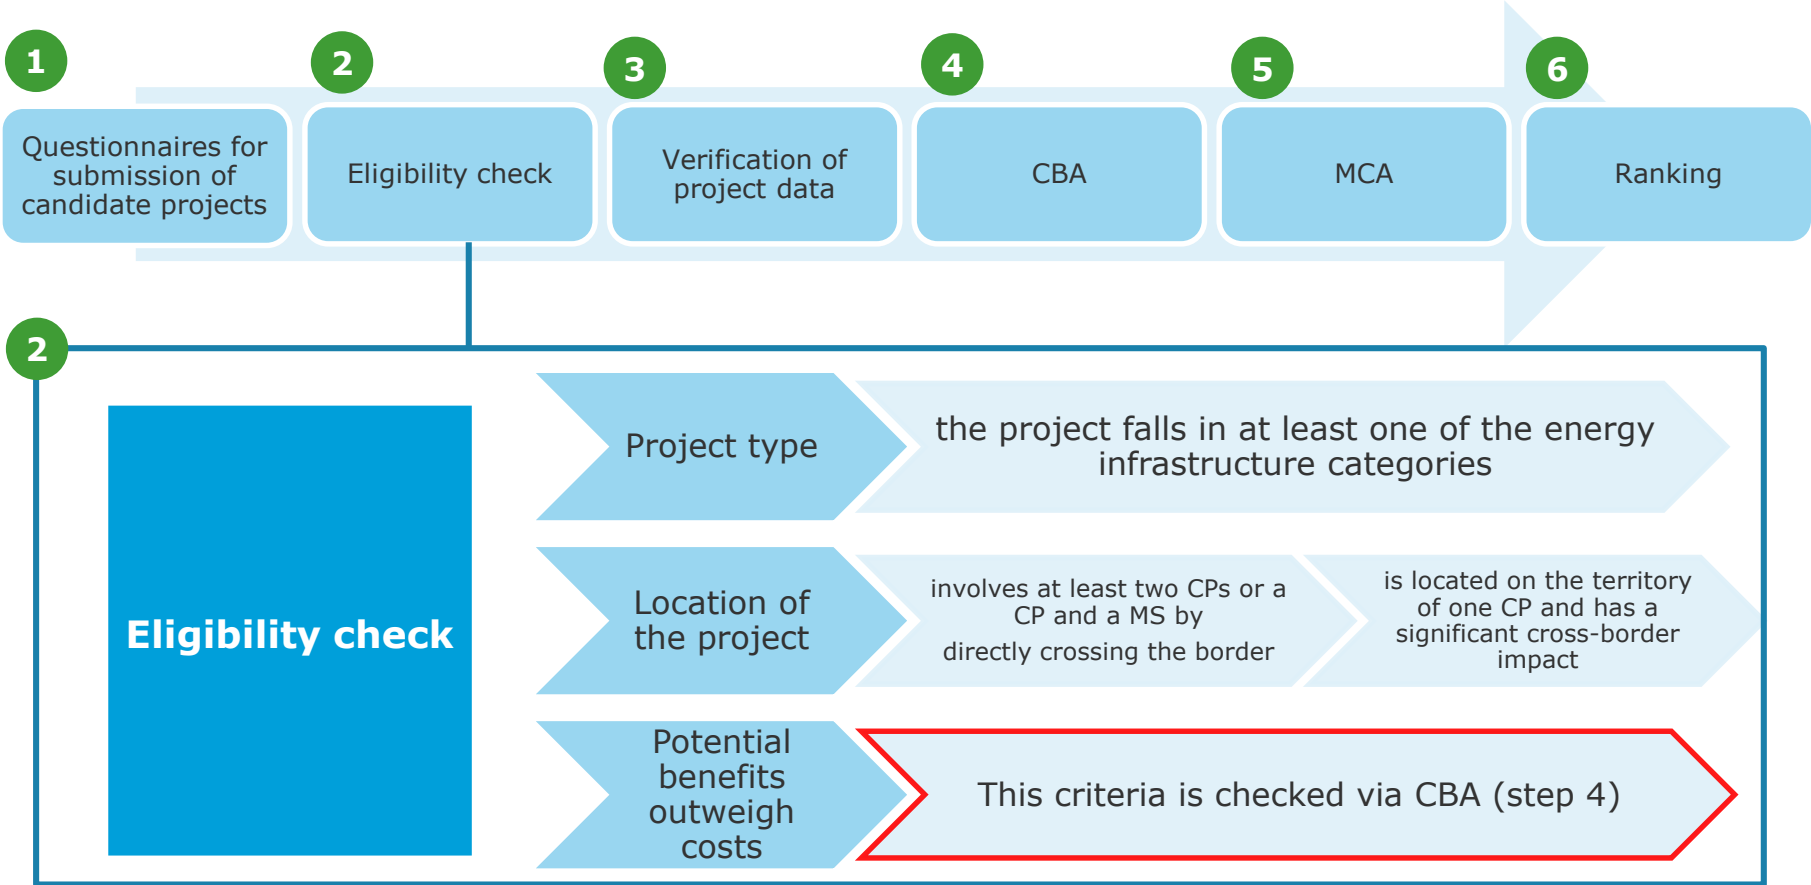 1
2
3
4
5
6
Questionnaires for
submission of
candidate projects
Eligibility check
Verification of
project data
CBA
MCA
Ranking
2
Eligibility check
Project type
the project falls in at least one of the energy
infrastructure categories
Location of
the project
involves at least two CPs or a
CP and a MS by
directly crossing the border
is located on the territory
of one CP and has a
significant cross-border
impact
Potential
benefits
outweigh
costs
This criteria is checked via CBA (step 4)